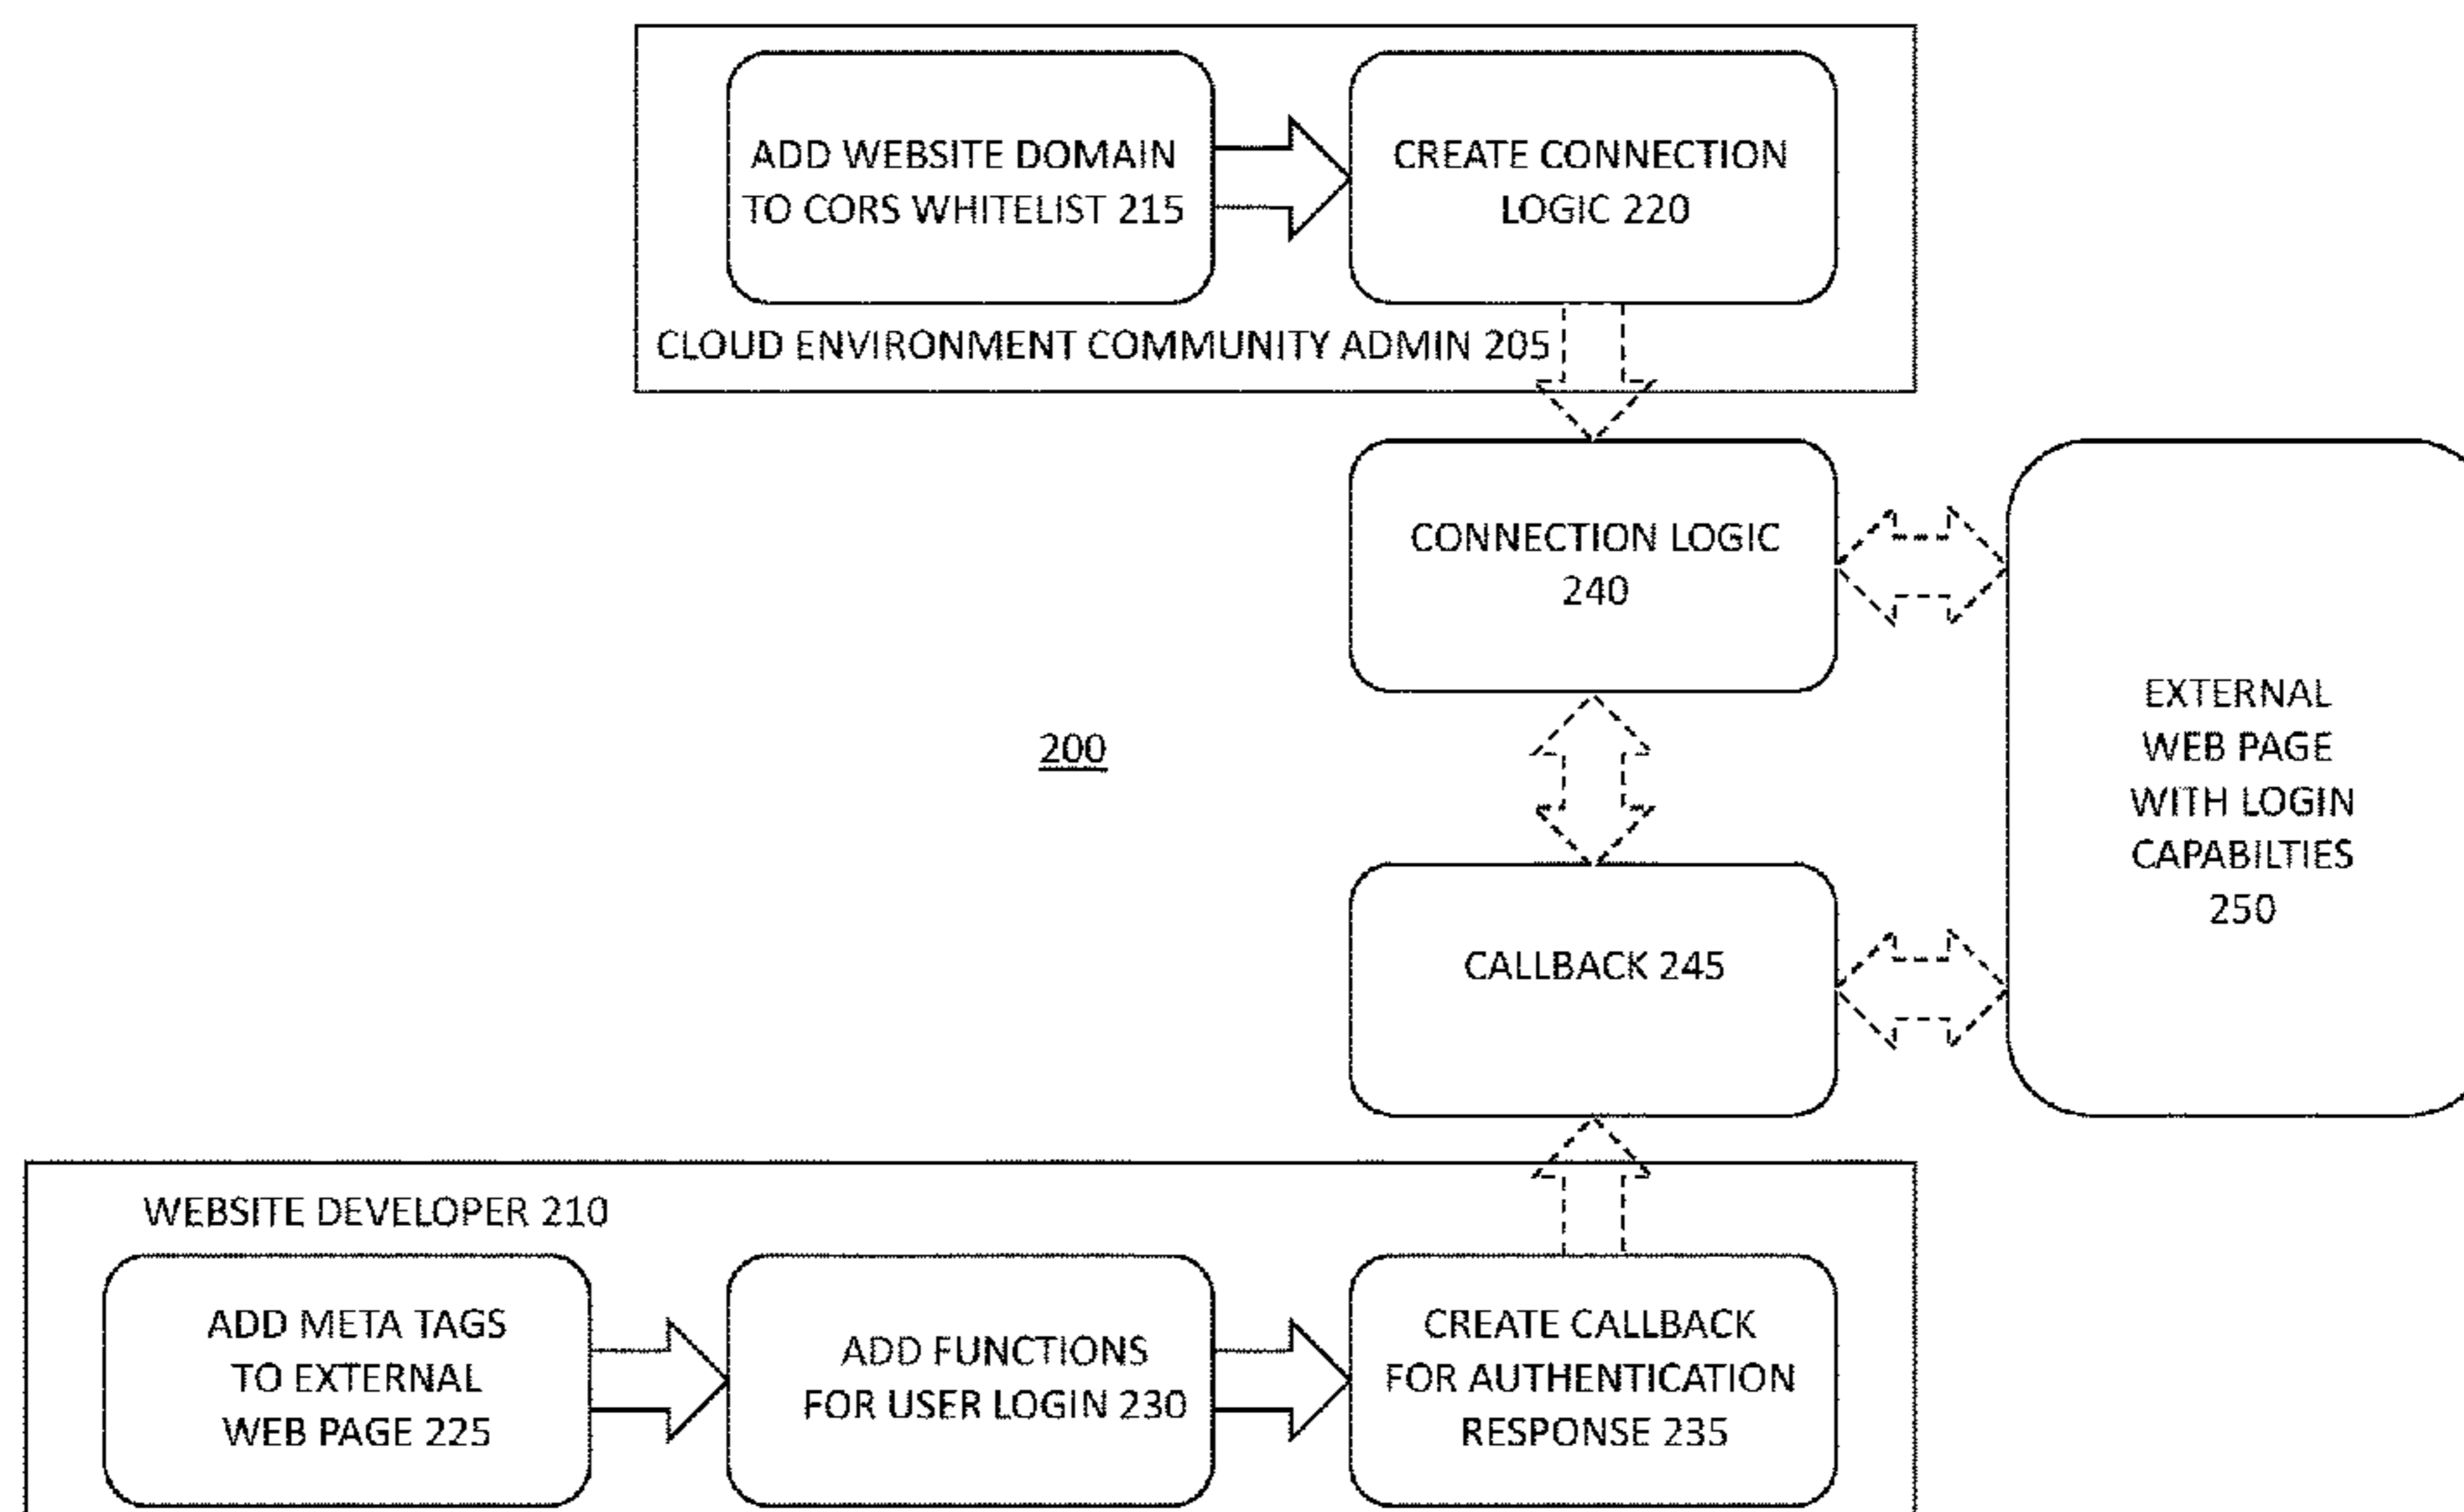 ADD WEBSITE DOMAIN
TO CORS WHITELIST 215
CREATE CONNECTION
LOGIC 220
CLOUD ENVIRONMENT COMMUNITY ADMIN 205
CONNECTION LOGIC
240
EXTERNAL
WEB PAGE
WITH LOGIN
CAPABILTIES
250
200
CALLBACK 245
WEBSITE DEVELOPER 210
ADD META TAGS
TO EXTERNAL
WEB PAGE 225
ADD FUNCTIONS
FOR USER LOGIN 230
CREATE CALLBACK
FOR AUTHENTICATION
RESPONSE 235